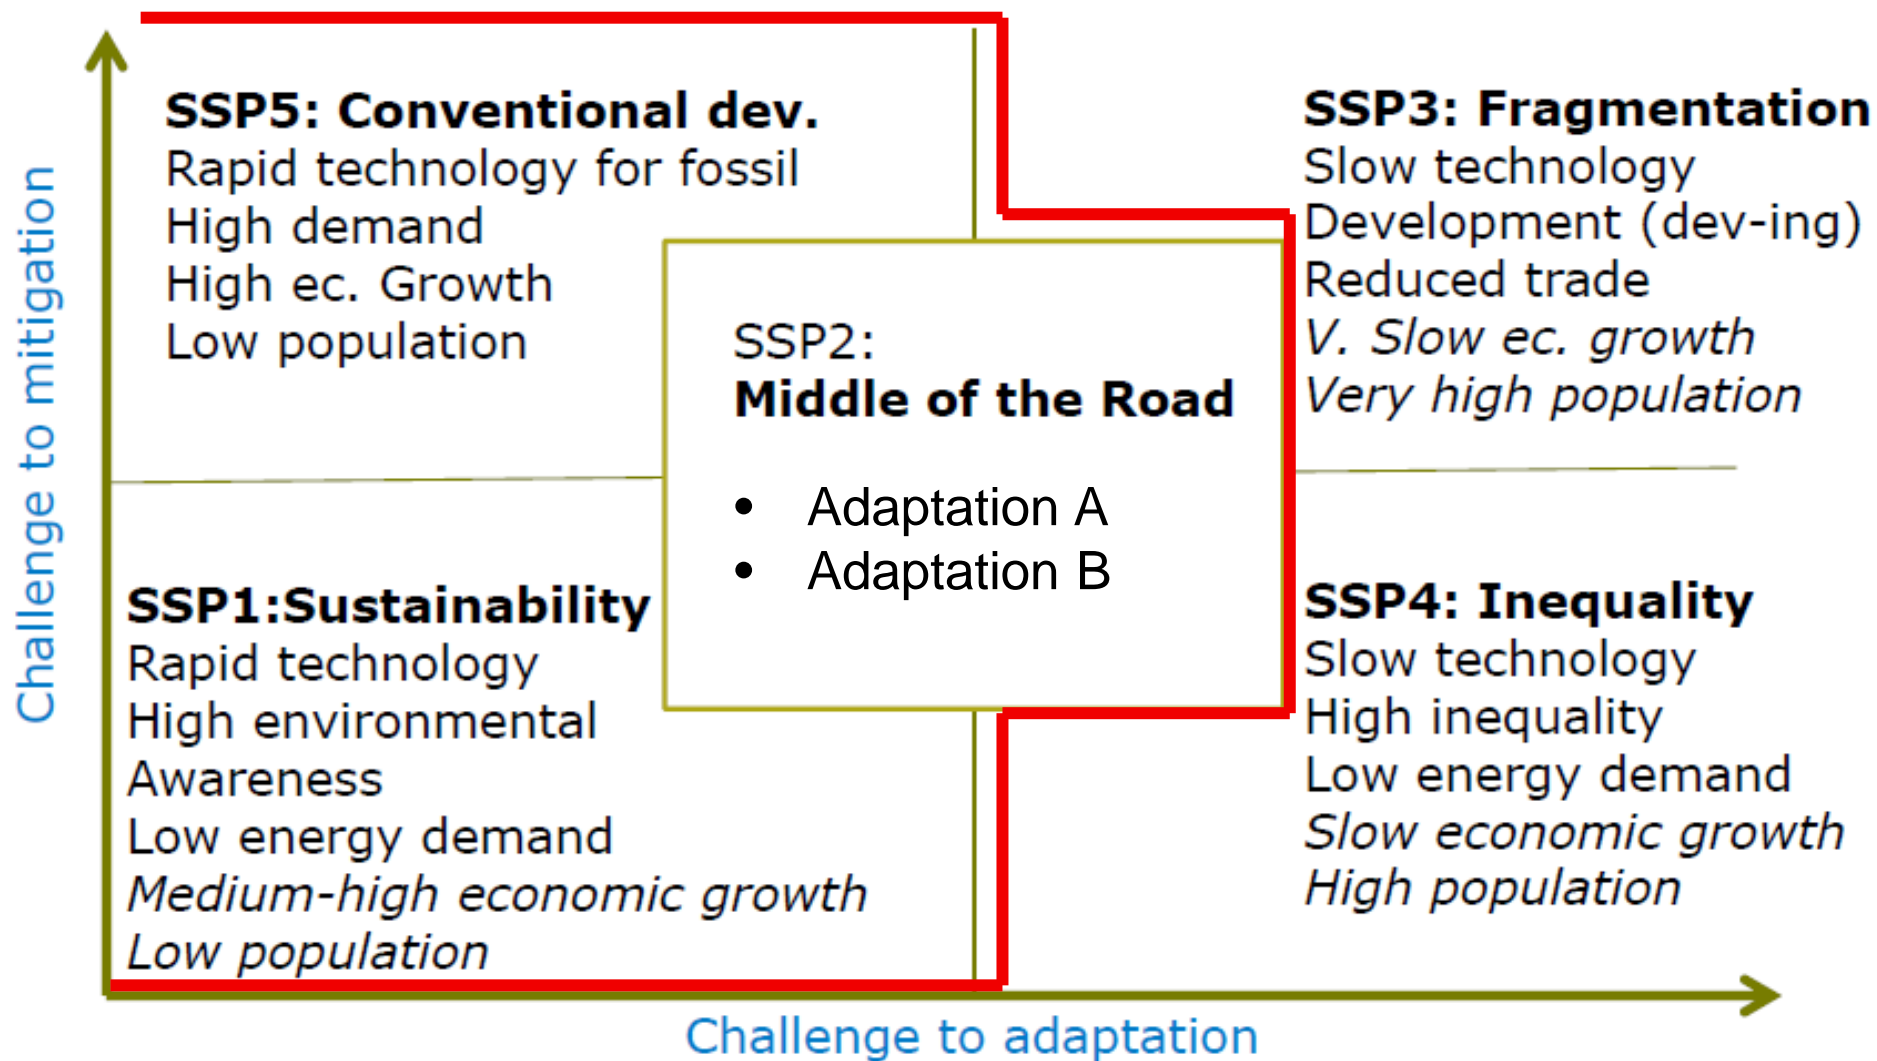 Challenge to mitigation
SSP5: Conventional dev.
Rapid technology for fossil
High demand
High ec. Growth
Low population
SSP3: Fragmentation
Slow technology
Development (dev-ing)
Reduced trade
V. Slow ec. growth
Very high population
SSP2:
Middle of the Road
• Adaptation A
• Adaptation B
SSP1:Sustainability
Rapid technology
High environmental
Awareness
Low energy demand
Medium-high economic growth
Low population
SSP4: Inequality
Slow technology
High inequality
Low energy demand
Slow economic growth
High population
Challenge to adaptation